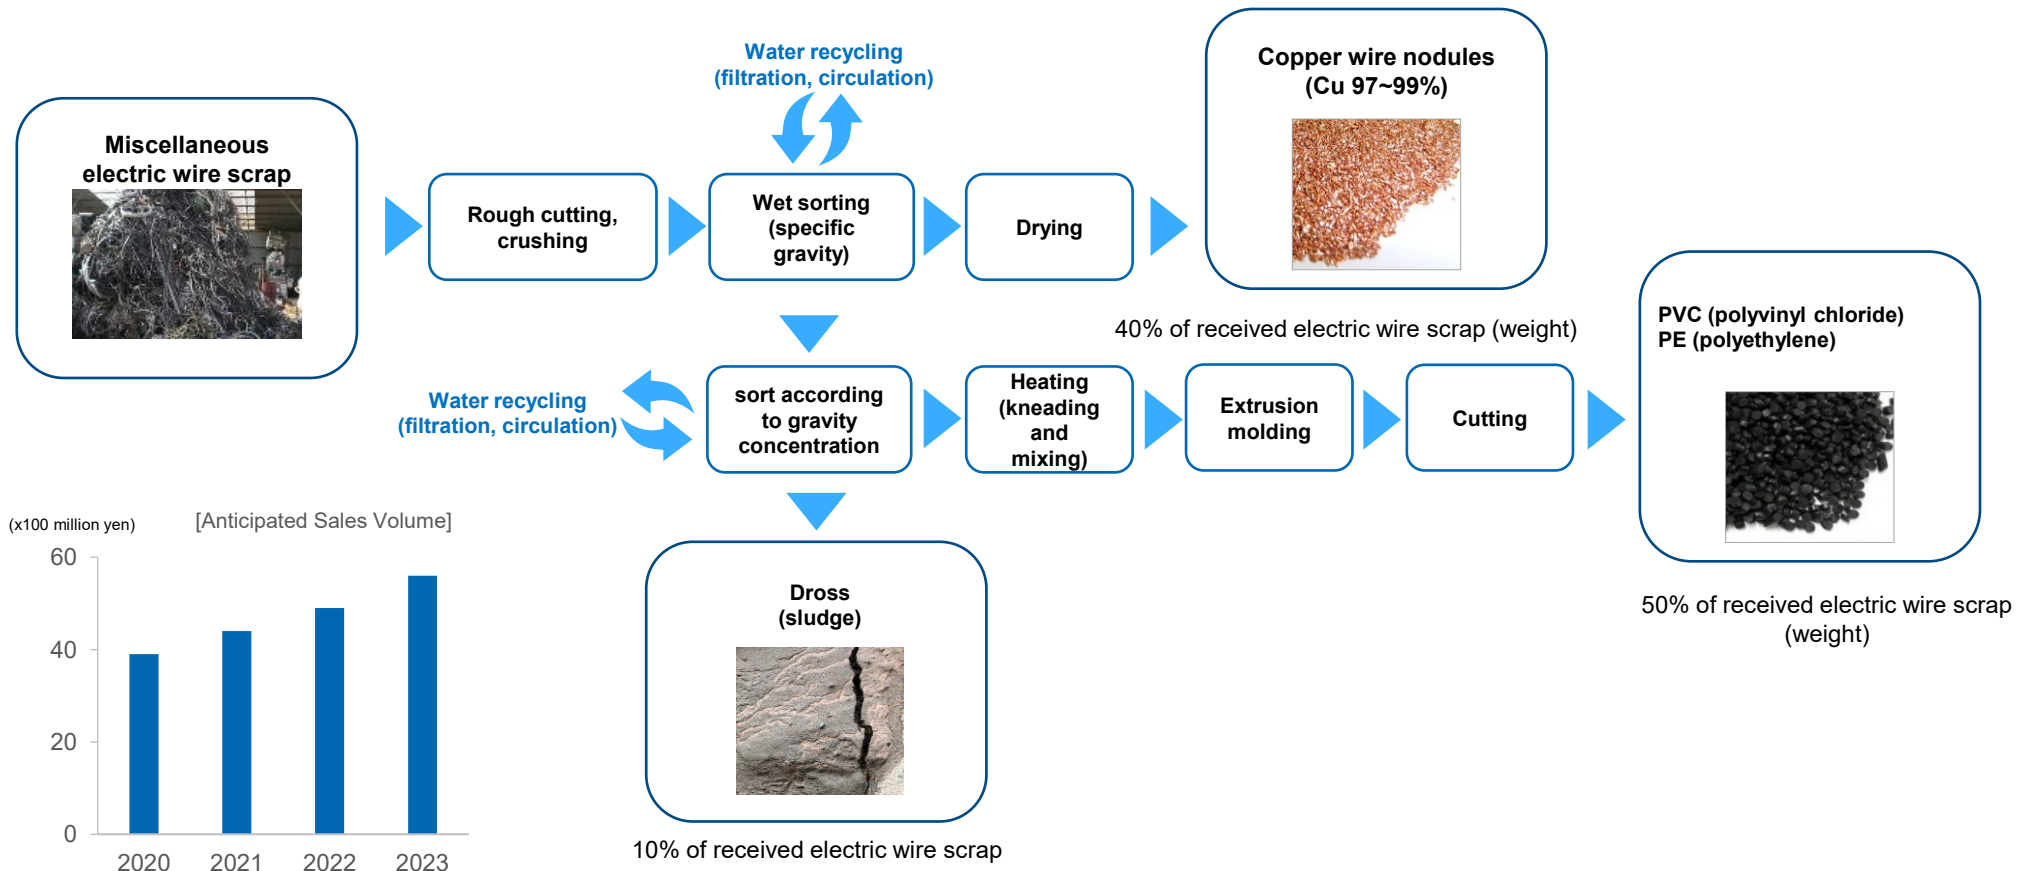 Water recycling
(filtration, circulation)
Copper wire nodules
(Cu 97~99%)
Miscellaneous
electric wire scrap
Rough cutting,
crushing
Wet sorting
(specific
gravity)
Drying
40% of received electric wire scrap (weight)
PVC (polyvinyl chloride)
PE (polyethylene)
Water recycling
(filtration, circulation)
sort according
to gravity
concentration
Heating
(kneading
and
mixing)
Extrusion
molding
Cutting
50% of received electric wire scrap
(weight)
Dross
(sludge)
10% of received electric wire scrap
(x100 million yen)
[Anticipated Sales Volume]
60
40
20
0
2020
2021
2022
2023